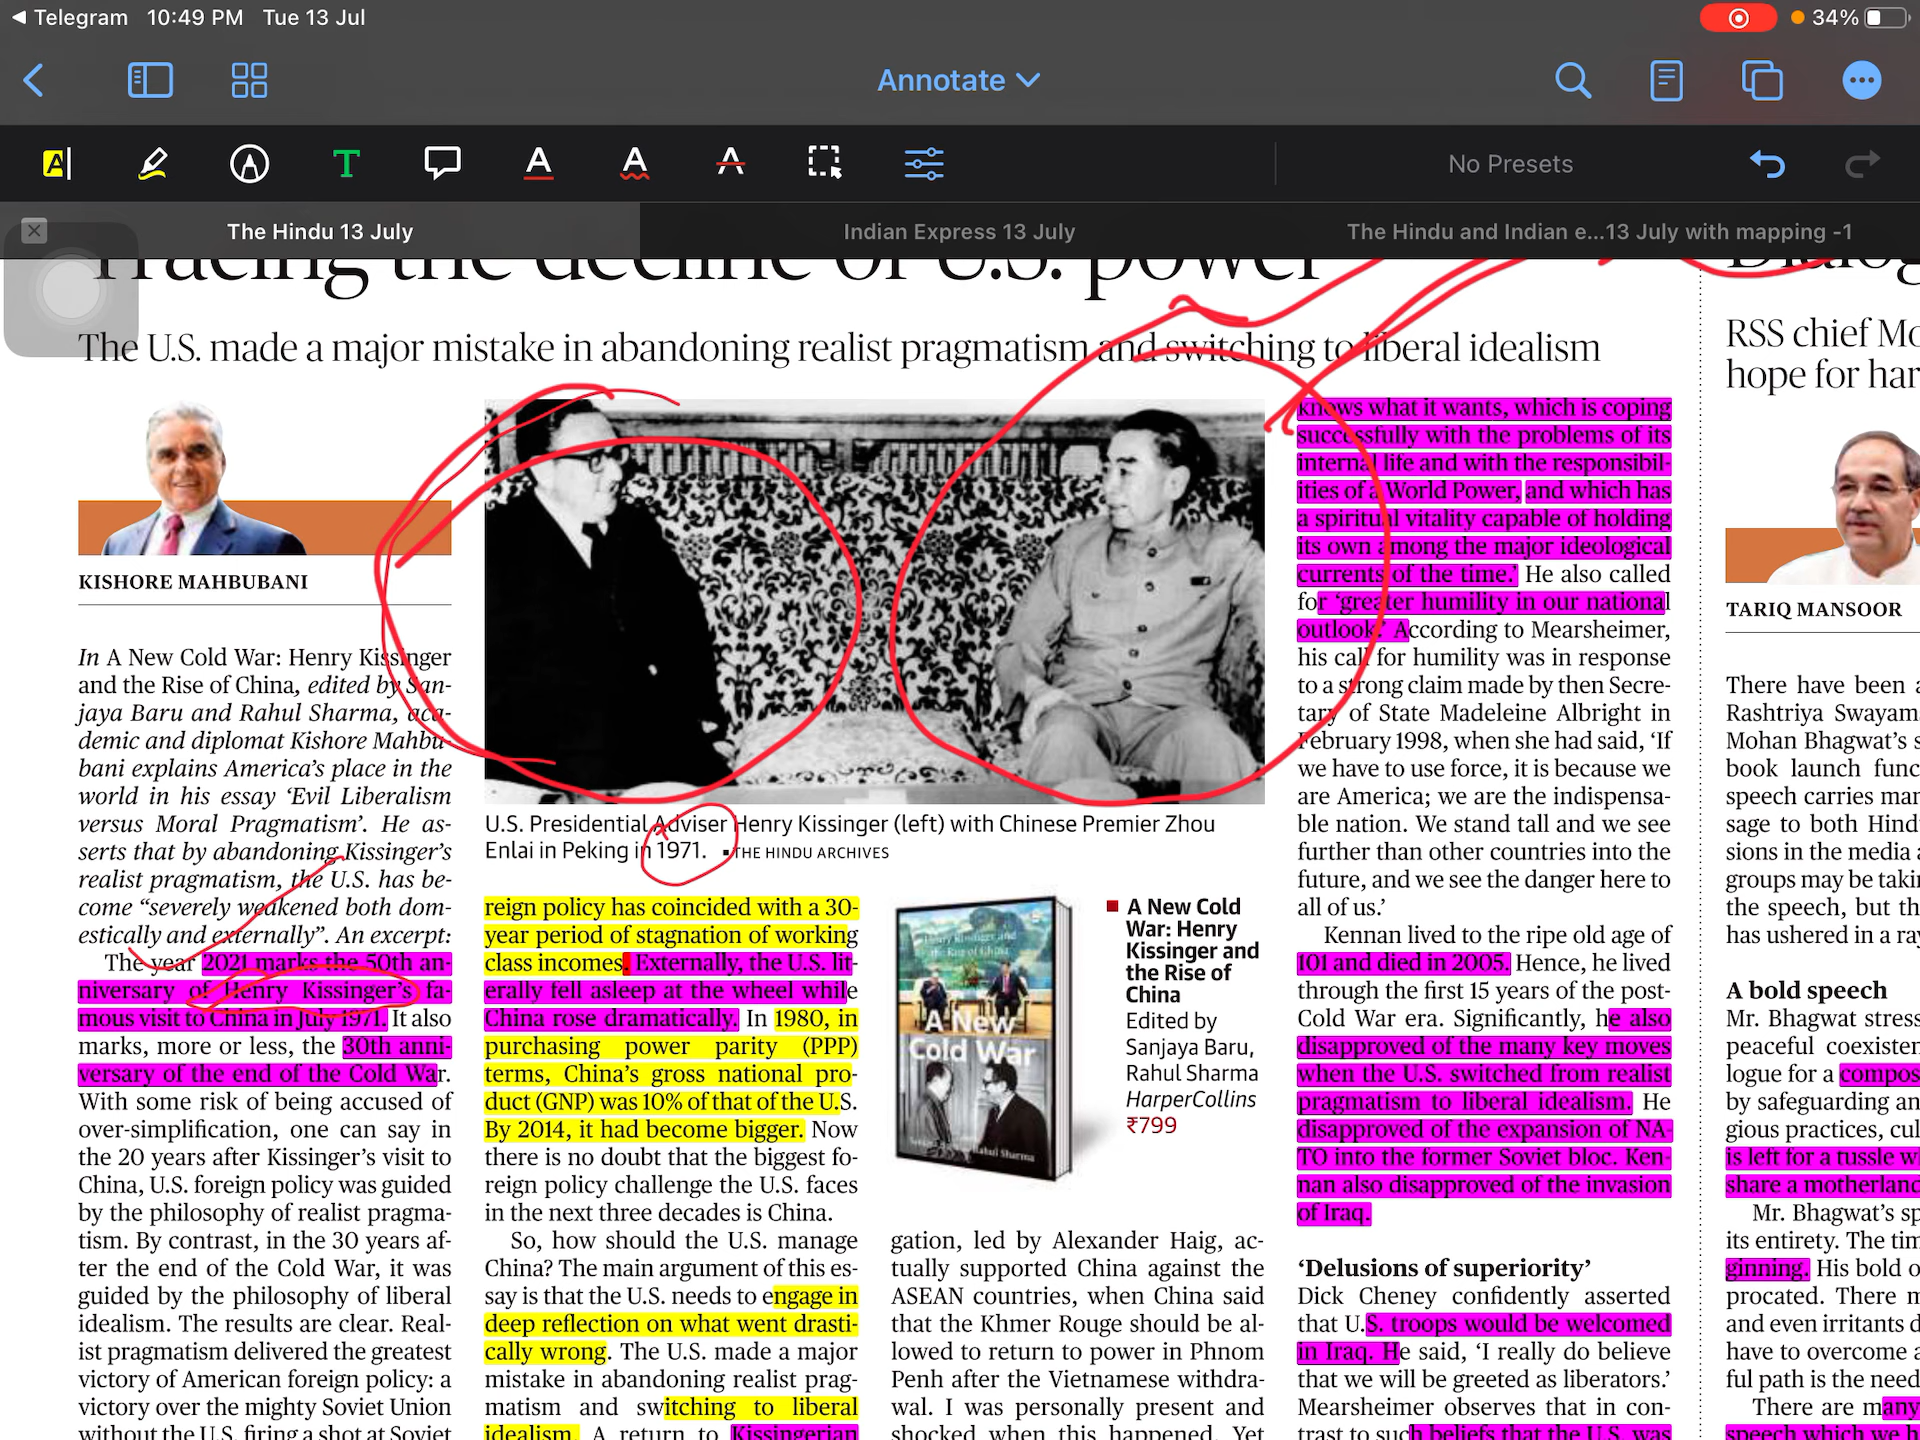 Telegram 10:49 PM Tue 13 Jul
34%
Annotate
No Presets
The Hindu 13 July
Indian Express 13 July
The Hindu and Indian e...13 July with mapping -1
Tracing the decline of U.S. power
The U.S. made a major mistake in abandoning realist pragmatism and switching to liberal idealism
KISHORE MAHBUBANI
In A New Cold War: Henry Kissinger
and the Rise of China, edited by San-
jaya Baru and Rahul Sharma, aca-
demic and diplomat Kishore Mahbu-
bani explains America's place in the
world in his essay 'Evil Liberalism
versus Moral Pragmatism'. He as-
serts that by abandoning Kissinger's
realist pragmatism, the U.S. has be-
come "severely weakened both dom-
estically and externally". An excerpt:
The year 2021 marks the 50th an-
niversary of Henry Kissinger's fa-
mous visit to China in July 1971. It also
marks, more or less, the 30th anni-
versary of the end of the Cold War.
With some risk of being accused of
over-simplification, one can say in
the 20 years after Kissinger's visit to
China, U.S. foreign policy was guided
by the philosophy of realist pragma-
tism. By contrast, in the 30 years af-
ter the end of the Cold War, it was
guided by the philosophy of liberal
idealism. The results are clear. Real-
ist pragmatism delivered the greatest
victory of American foreign policy: a
victory over the mighty Soviet Union
without the U.S. firing a shot at Soviet
U.S. Presidential Adviser Henry Kissinger (left) with Chinese Premier Zhou
Enlai in Peking in 1971. ▪THE HINDU ARCHIVES
reign policy has coincided with a 30-
year period of stagnation of working
class incomes. Externally, the U.S. lit-
erally fell asleep at the wheel while
China rose dramatically. In 1980, in
purchasing power parity (PPP)
terms, China's gross national pro-
duct (GNP) was 10% of that of the U.S.
By 2014, it had become bigger. Now
there is no doubt that the biggest fo-
reign policy challenge the U.S. faces
in the next three decades is China.
So, how should the U.S. manage
China? The main argument of this es-
say is that the U.S. needs to engage in
deep reflection on what went drasti-
cally wrong. The U.S. made a major
mistake in abandoning realist prag-
matism and switching to liberal
idealism. A return to Kissingerian
A New
Cold War
Rahul Sharma
A New Cold
War: Henry
Kissinger and
the Rise of
China
Edited by
Sanjaya Baru,
Rahul Sharma
HarperCollins
₹799
gation, led by Alexander Haig, ac-
tually supported China against the
ASEAN countries, when China said
that the Khmer Rouge should be al-
lowed to return to power in Phnom
Penh after the Vietnamese withdra-
wal. I was personally present and
shocked when this happened. Yet
knows what it wants, which is coping
successfully with the problems of its
internal life and with the responsibil-
ities of a World Power, and which has
a spiritual vitality capable of holding
its own among the major ideological
currents of the time.' He also called
for 'greater humility in our national
outlook.' According to Mearsheimer,
his call for humility was in response
to a strong claim made by then Secre-
tary of State Madeleine Albright in
February 1998, when she had said, 'If
we have to use force, it is because we
are America; we are the indispensa-
ble nation. We stand tall and we see
further than other countries into the
future, and we see the danger here to
all of us.'
Kennan lived to the ripe old age of
101 and died in 2005. Hence, he lived
through the first 15 years of the post-
Cold War era. Significantly, he also
disapproved of the many key moves
when the U.S. switched from realist
pragmatism to liberal idealism. He
disapproved of the expansion of NA-
TO into the former Soviet bloc. Ken-
nan also disapproved of the invasion
of Iraq.
'Delusions of superiority'
Dick Cheney confidently asserted
that U.S. troops would be welcomed
in Iraq. He said, 'I really do believe
that we will be greeted as liberators.'
Mearsheimer observes that in con-
trast to such beliefs that the U.S. was
RSS chief Mo
hope for har
TARIQ MANSOOR
There have been a
Rashtriya Swayam
Mohan Bhagwat's s
book launch func
speech carries man
sage to both Hind
sions in the media a
groups may be takin
the speech, but th
has ushered in a ray
A bold speech
Mr. Bhagwat stress
peaceful coexisten
logue for a compos
by safeguarding an
gious practices, cul
is left for a tussle w
share a motherland
Mr. Bhagwat's sp
its entirety. The tim
ginning. His bold o
procated. There m
and even irritants d
have to overcome a
ful path is the need
There are many
speech which we h